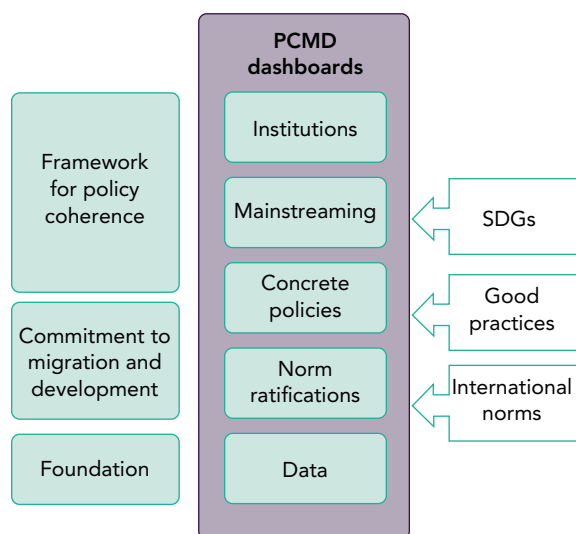 PCMD
dashboards
Framework
for policy
coherence
Commitment to
migration and
development
Foundation
Institutions
Mainstreaming
Concrete
policies
Norm
ratifications
Data
SDGs
Good
practices
International
norms